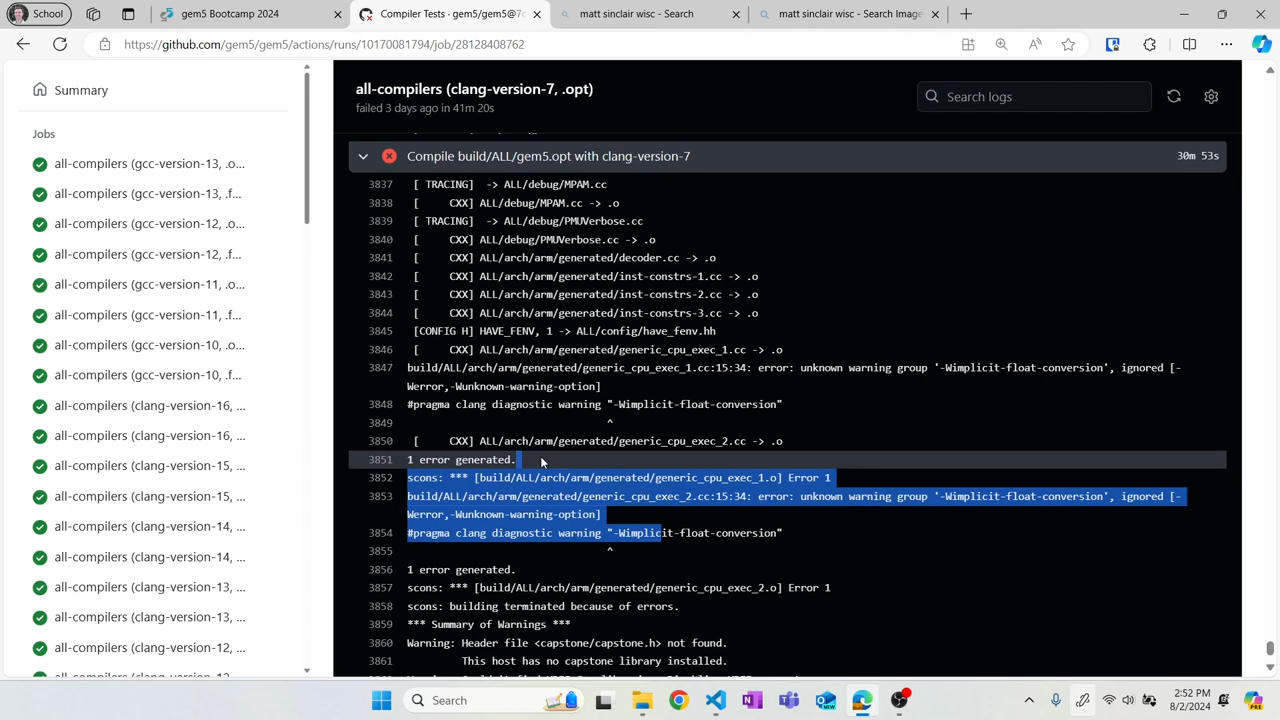 School
gem5 Bootcamp 2024
Compiler Tests · gem5/gem5@7c
matt sinclair wisc - Search
matt sinclair wisc - Search Image
https://github.com/gem5/gem5/actions/runs/10170081794/job/28128408762
Summary
Jobs
all-compilers (gcc-version-13, .o...
all-compilers (gcc-version-13, .f...
all-compilers (gcc-version-12, .o...
all-compilers (gcc-version-12, .f...
all-compilers (gcc-version-11, .o...
all-compilers (gcc-version-11, .f...
all-compilers (gcc-version-10, .o...
all-compilers (gcc-version-10, .f...
all-compilers (clang-version-16, ...
all-compilers (clang-version-16, ...
all-compilers (clang-version-15, ...
all-compilers (clang-version-15, ...
all-compilers (clang-version-14, ...
all-compilers (clang-version-14, ...
all-compilers (clang-version-13, ...
all-compilers (clang-version-13, ...
all-compilers (clang-version-12, ...
all-compilers (clang-version-7, .opt)
failed 3 days ago in 41m 20s
Search logs
Compile build/ALL/gem5.opt with clang-version-7
30m 53s
3837 [ TRACING]  -> ALL/debug/MPAM.cc
3838 [     CXX] ALL/debug/MPAM.cc -> .o
3839 [ TRACING]  -> ALL/debug/PMUVerbose.cc
3840 [     CXX] ALL/debug/PMUVerbose.cc -> .o
3841 [     CXX] ALL/arch/arm/generated/decoder.cc -> .o
3842 [     CXX] ALL/arch/arm/generated/inst-constrs-1.cc -> .o
3843 [     CXX] ALL/arch/arm/generated/inst-constrs-2.cc -> .o
3844 [     CXX] ALL/arch/arm/generated/inst-constrs-3.cc -> .o
3845 [CONFIG H] HAVE_FENV, 1 -> ALL/config/have_fenv.hh
3846 [     CXX] ALL/arch/arm/generated/generic_cpu_exec_1.cc -> .o
3847 build/ALL/arch/arm/generated/generic_cpu_exec_1.cc:15:34: error: unknown warning group '-Wimplicit-float-conversion', ignored [-
Werror,-Wunknown-warning-option]
3848 #pragma clang diagnostic warning "-Wimplicit-float-conversion"
3849 ^
3850 [     CXX] ALL/arch/arm/generated/generic_cpu_exec_2.cc -> .o
3851 1 error generated.
3852 scons: *** [build/ALL/arch/arm/generated/generic_cpu_exec_1.o] Error 1
3853 build/ALL/arch/arm/generated/generic_cpu_exec_2.cc:15:34: error: unknown warning group '-Wimplicit-float-conversion', ignored [-
Werror,-Wunknown-warning-option]
3854 #pragma clang diagnostic warning "-Wimplicit-float-conversion"
3855 ^
3856 1 error generated.
3857 scons: *** [build/ALL/arch/arm/generated/generic_cpu_exec_2.o] Error 1
3858 scons: building terminated because of errors.
3859 *** Summary of Warnings ***
3860 Warning: Header file <capstone/capstone.h> not found.
3861 This host has no capstone library installed.
Search
2:52 PM
8/2/2024